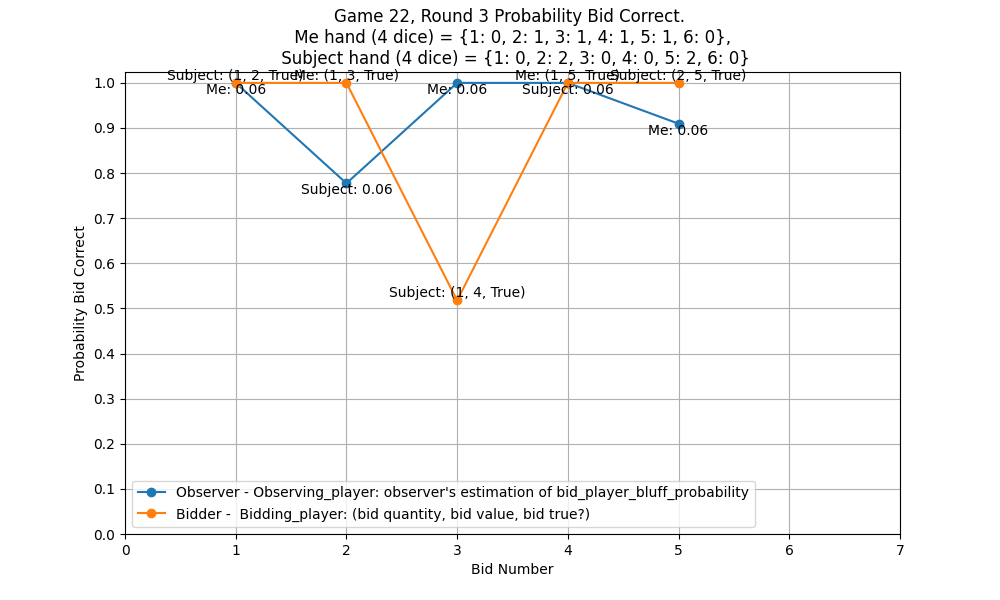 Game 22, Round 3 Probability Bid Correct.
Me hand (4 dice) = {1: 0, 2: 1, 3: 1, 4: 1, 5: 1, 6: 0},
Subject hand (4 dice) = {1: 0, 2: 2, 3: 0, 4: 0, 5: 2, 6: 0}
Subject: (1, 2, True)
Me: (1, 3, True)
Me: (1, 5, True)
Subject: (2, 5, True)
Me: 0.06
Me: 0.06
Subject: 0.06
Me: 0.06
Subject: 0.06
Subject: (1, 4, True)
1.0
0.9
0.8
0.7
0.6
0.5
0.4
0.3
0.2
0.1
0.0
Probability Bid Correct
Observer - Observing_player: observer's estimation of bid_player_bluff_probability
Bidder -  Bidding_player: (bid quantity, bid value, bid true?)
0 1 2 3 4 5 6 7
Bid Number